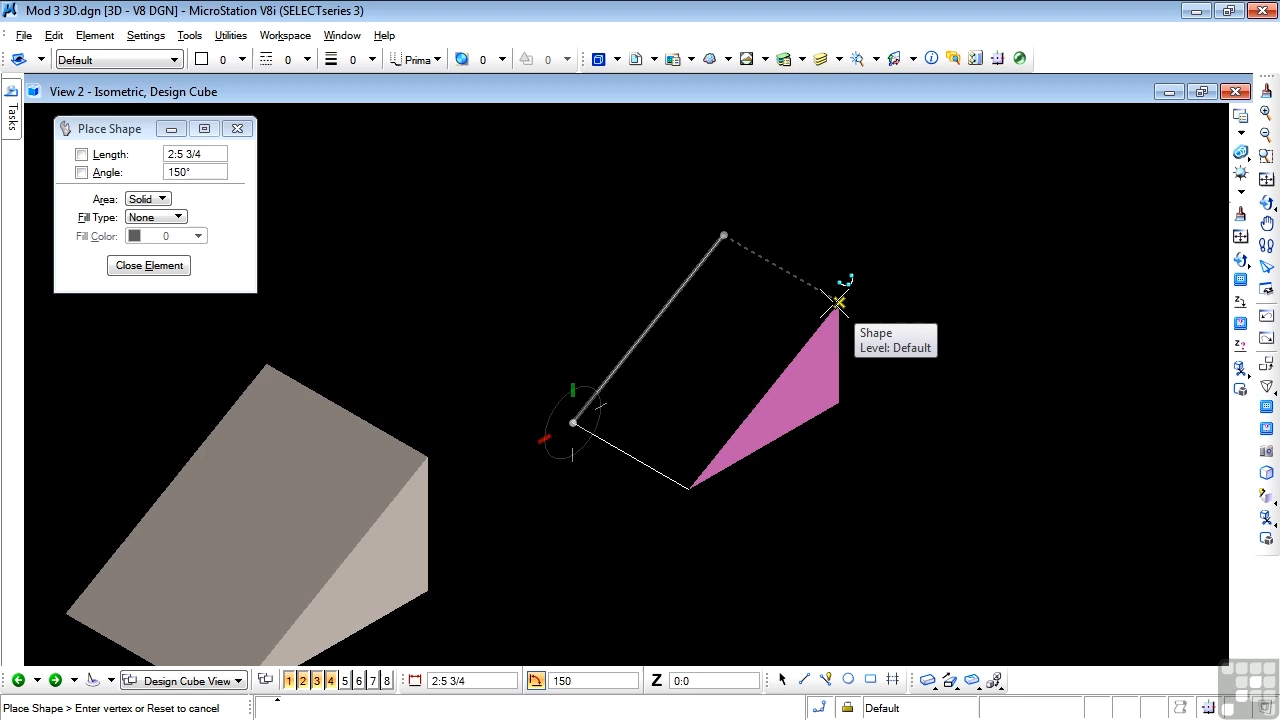 Mod 3 3D.dgn [3D - V8 DGN] - MicroStation V8i (SELECTseries 3)
File Edit Element Settings Tools Utilities Workspace Window Help
Default 0 0 0 Prima 0 0
View 2 - Isometric, Design Cube
Tasks
Place Shape
Length: 2:5 3/4
Angle: 150°
Area: Solid
Fill Type: None
Fill Color: 0
Close Element
Shape
Level: Default
Design Cube View 1 2 3 4 5 6 7 8 2:5 3/4 150 Z 0:0
Place Shape > Enter vertex or Reset to cancel Default